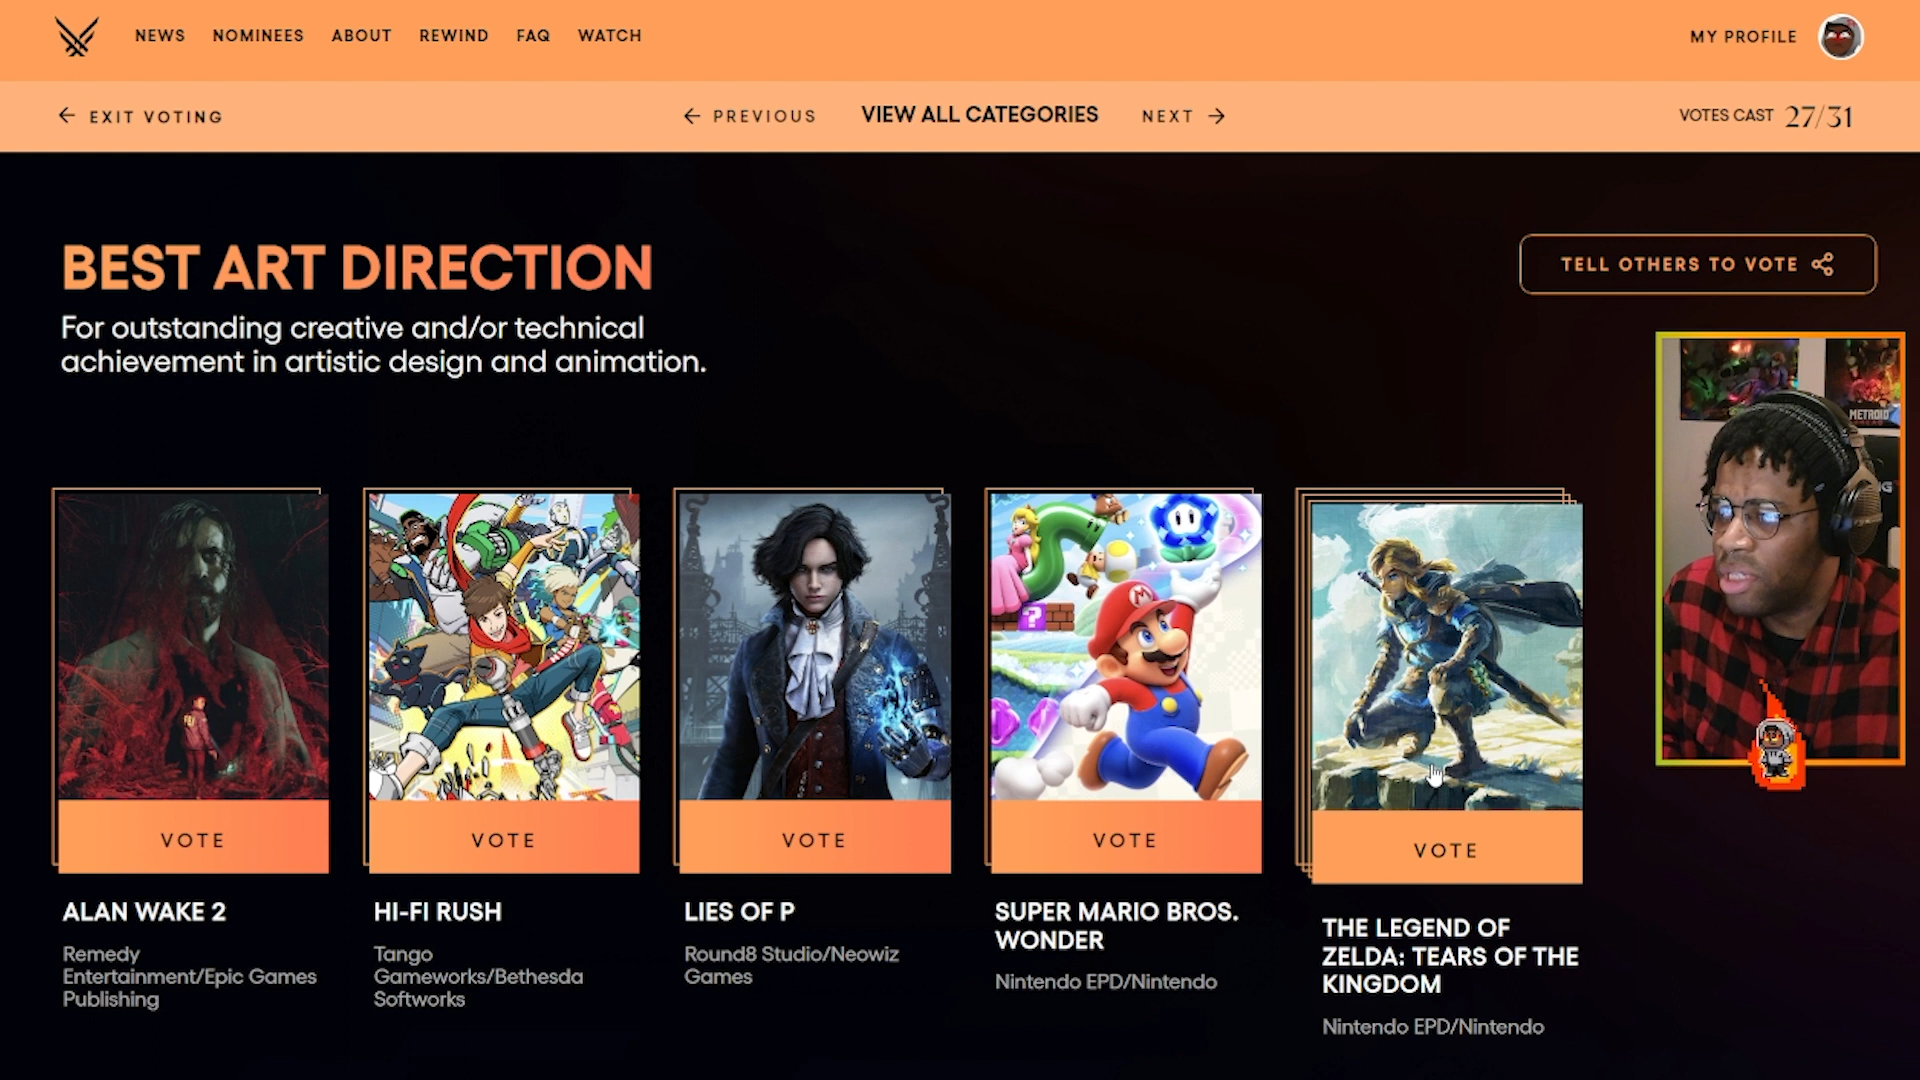 NEWS NOMINEES ABOUT REWIND FAQ WATCH MY PROFILE
EXIT VOTING PREVIOUS VIEW ALL CATEGORIES NEXT VOTES CAST 27/31
BEST ART DIRECTION
TELL OTHERS TO VOTE
For outstanding creative and/or technical
achievement in artistic design and animation.
METROID
VOTE VOTE VOTE VOTE VOTE
ALAN WAKE 2
Remedy
Entertainment/Epic Games
Publishing
HI-FI RUSH
Tango
Gameworks/Bethesda
Softworks
LIES OF P
Round8 Studio/Neowiz
Games
SUPER MARIO BROS.
WONDER
Nintendo EPD/Nintendo
THE LEGEND OF
ZELDA: TEARS OF THE
KINGDOM
Nintendo EPD/Nintendo